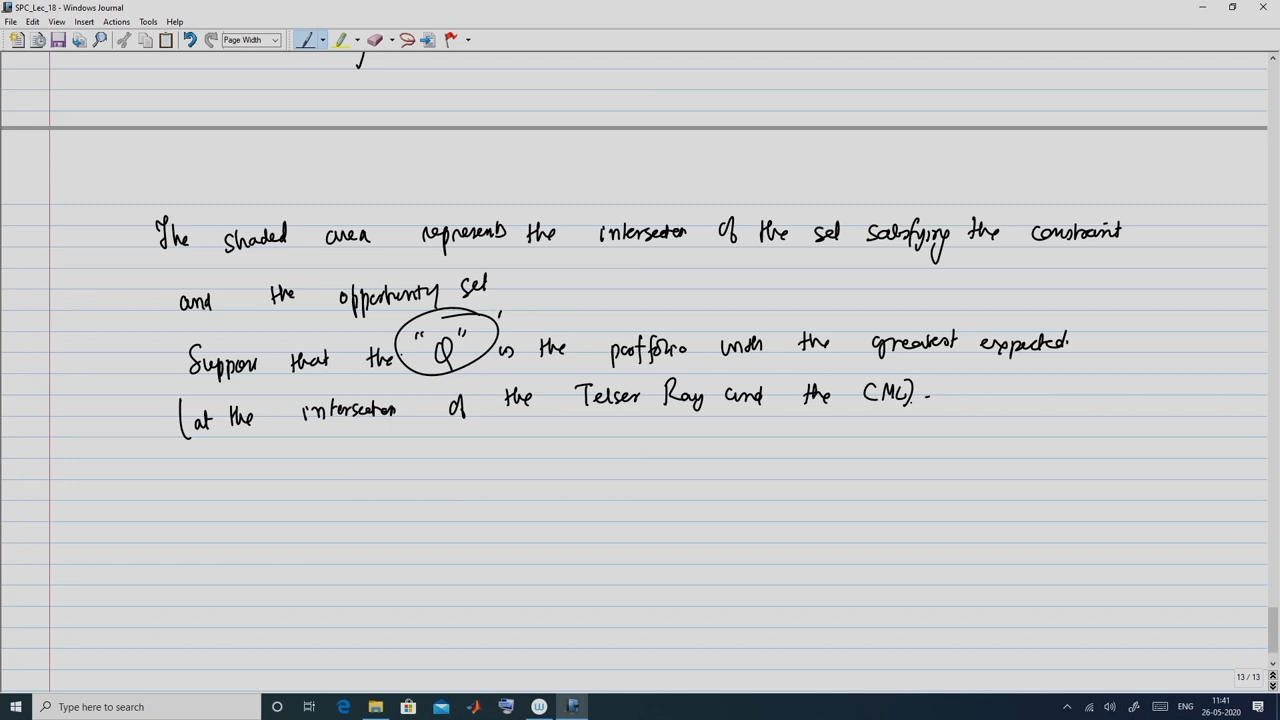 SPC_Lec_18 - Windows Journal
File Edit View Insert Actions Tools Help
Page Width
The shaded area represents the intersection of the set satisfying the constraint
and the opportunity set
Suppose that the "Q" is the portfolio with the greatest expected.
(at the intersection of the Telser Ray and the CML).
13 / 13
Type here to search
ENG
11:41
26-05-2020